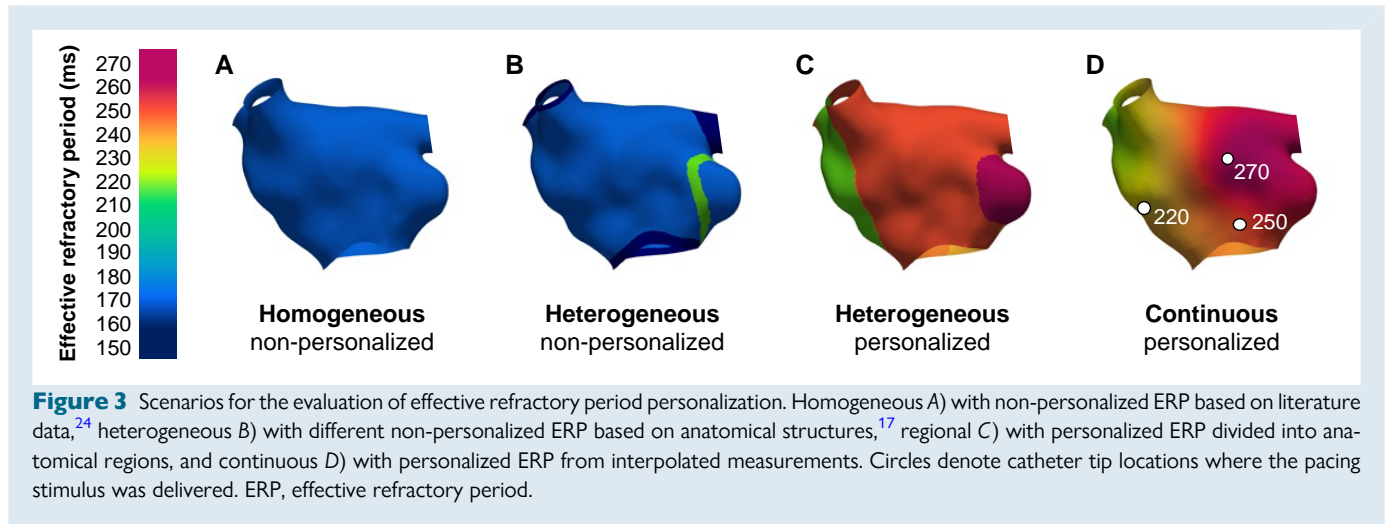 Effective refractory period (ms)
270
260
250
240
230
220
210
200
190
180
170
160
150
A
B
C
D
270
220
250
Homogeneous
non-personalized
Heterogeneous
non-personalized
Heterogeneous
personalized
Continuous
personalized
Figure 3 Scenarios for the evaluation of effective refractory period personalization. Homogeneous A) with non-personalized ERP based on literature
data,24 heterogeneous B) with different non-personalized ERP based on anatomical structures,17 regional C) with personalized ERP divided into ana-
tomical regions, and continuous D) with personalized ERP from interpolated measurements. Circles denote catheter tip locations where the pacing
stimulus was delivered. ERP, effective refractory period.